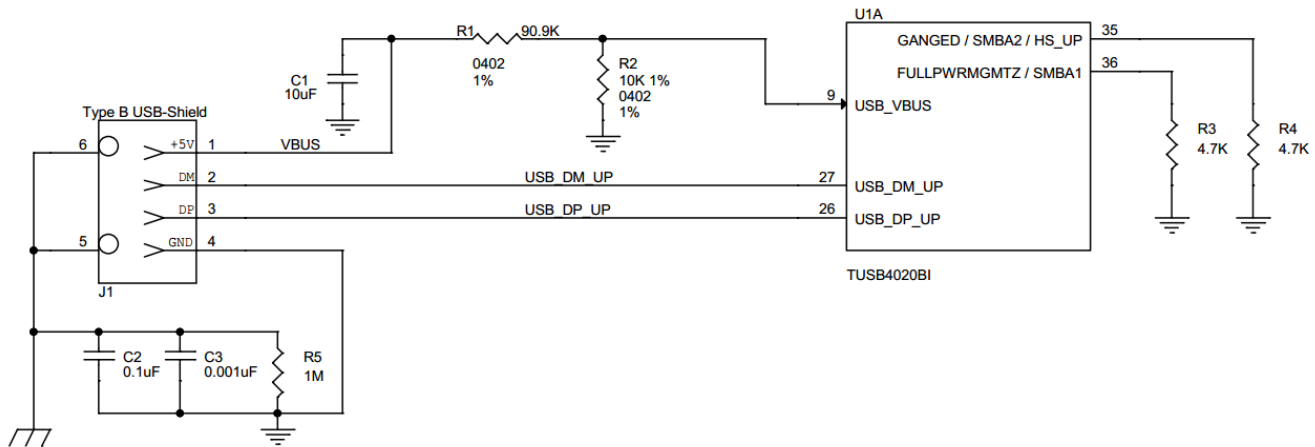 U1A
R1 90.9K
0402
1%
R2
10K 1%
0402
1%
C1
10uF
GANGED / SMBA2 / HS_UP 35
FULLPWRMGMTZ / SMBA1 36
9 USB_VBUS
R3
4.7K
R4
4.7K
Type B USB-Shield
6 +5V 1 VBUS
DM 2 USB_DM_UP 27 USB_DM_UP
DP 3 USB_DP_UP 26 USB_DP_UP
5 GND 4
J1
TUSB4020BI
C2
0.1uF
C3
0.001uF
R5
1M